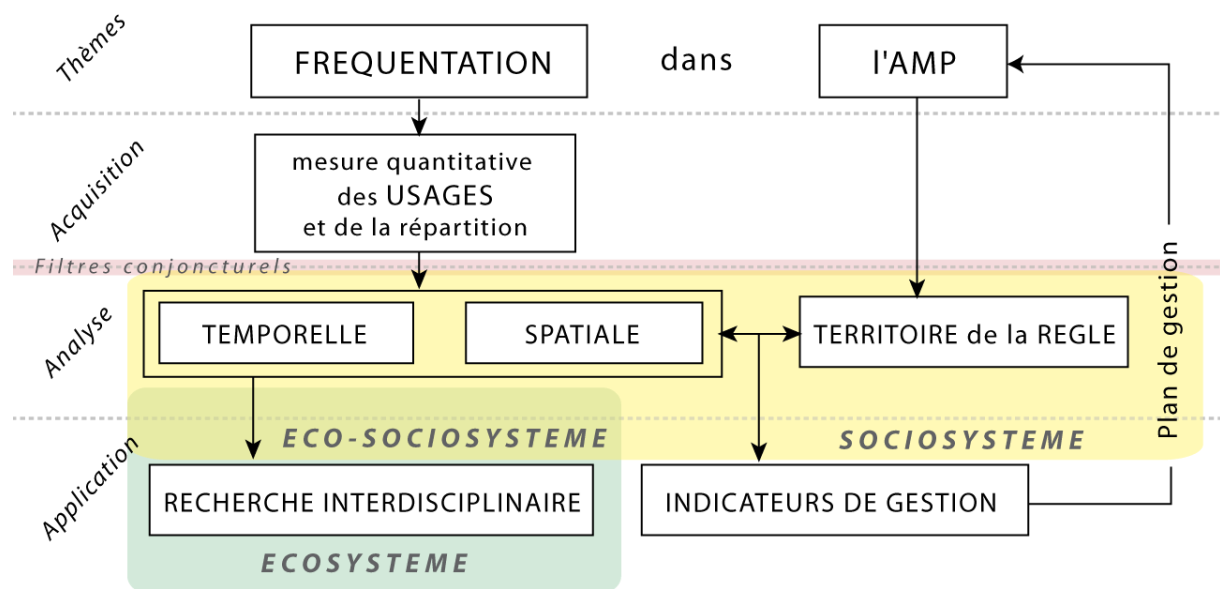 Thèmes
FREQUENTATION dans l'AMP
Acquisition
mesure quantitative
des USAGES
et de la répartition
Filtres conjoncturels
Analyse
TEMPORELLE
SPATIALE
TERRITOIRE de la REGLE
Plan de gestion
ECO-SOCIOSYSTEME
SOCIOSYSTEME
Application
RECHERCHE INTERDISCIPLINAIRE
INDICATEURS DE GESTION
ECOSYSTEME